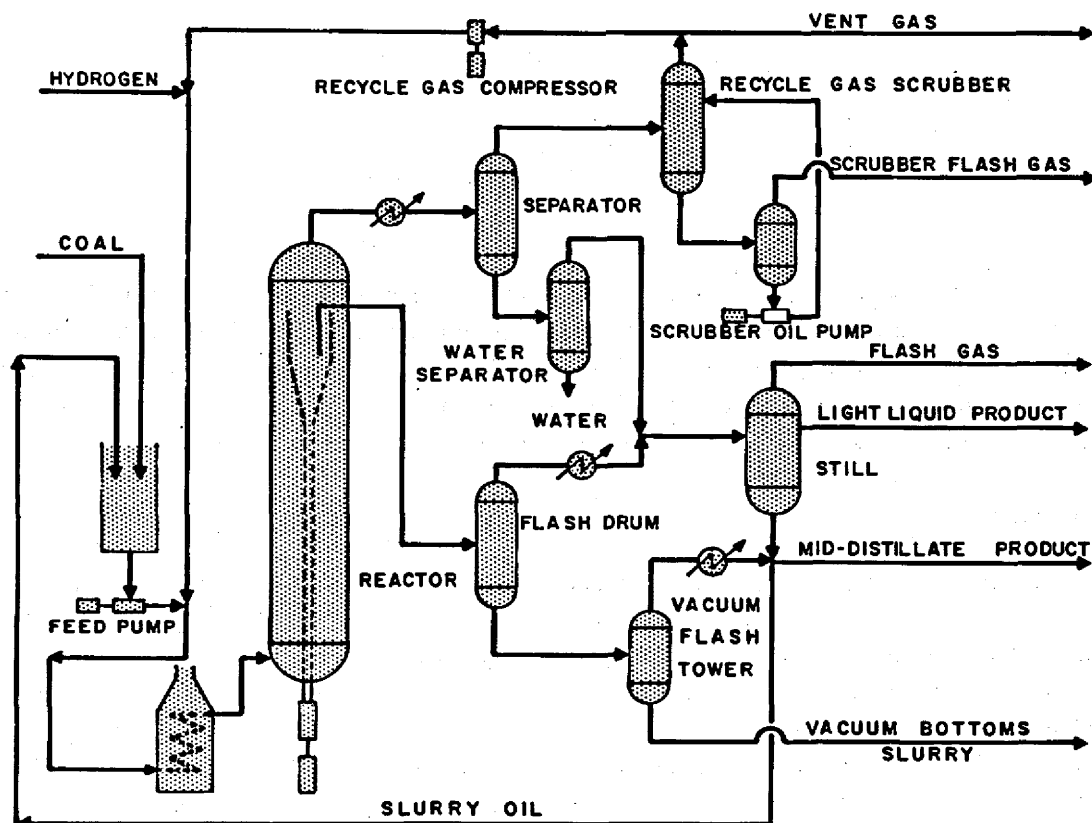 VENT GAS
HYDROGEN
RECYCLE GAS COMPRESSOR
RECYCLE GAS SCRUBBER
SCRUBBER FLASH GAS
SEPARATOR
COAL
SCRUBBER OIL PUMP
WATER
SEPARATOR
FLASH GAS
WATER
LIGHT LIQUID PRODUCT
STILL
FLASH DRUM
MID-DISTILLATE PRODUCT
REACTOR
VACUUM
FLASH
TOWER
FEED PUMP
VACUUM BOTTOMS
SLURRY
SLURRY OIL